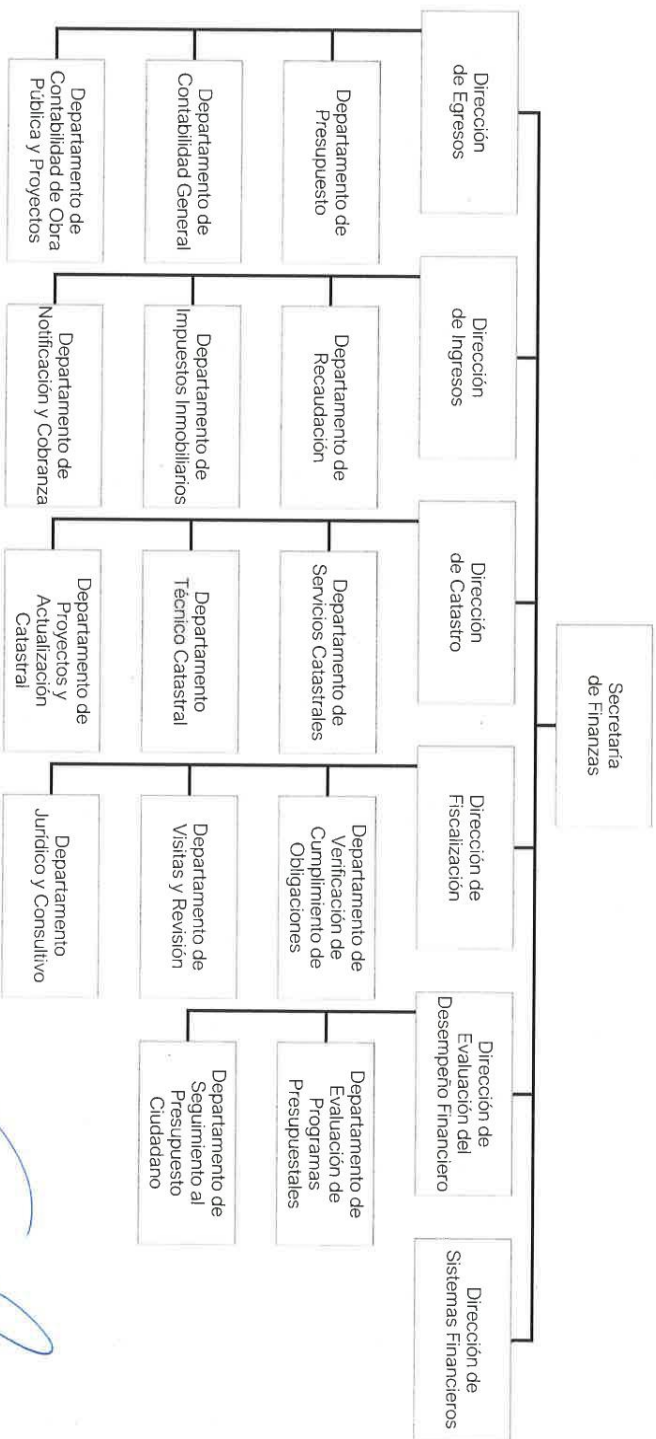 Secretaría
de Finanzas
Dirección
de Egresos
Departamento de
Presupuesto
Departamento de
Contabilidad General
Departamento de
Contabilidad de Obra
Pública y Proyectos
Dirección
de Ingresos
Departamento de
Recaudación
Departamento de
Impuestos Inmobiliarios
Departamento de
Notificación y Cobranza
Dirección
de Catastro
Departamento de
Servicios Catastrales
Departamento
Técnico Catastral
Departamento de
Proyectos y
Actualización
Catastral
Dirección de
Fiscalización
Departamento de
Verificación de
Cumplimiento de
Obligaciones
Departamento de
Visitas y Revisión
Departamento
Jurídico y Consultivo
Dirección de
Evaluación del
Desempeño Financiero
Departamento de
Evaluación de
Programas
Presupuestales
Departamento de
Seguimiento al
Presupuesto
Ciudadano
Dirección de
Sistemas Financieros